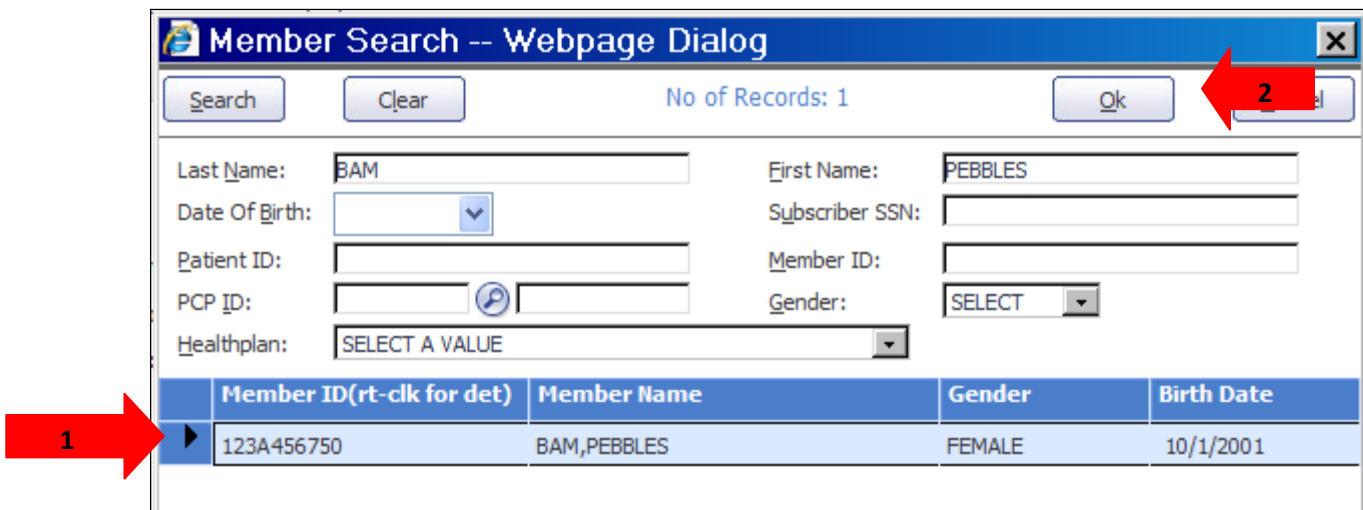 Member Search -- Webpage Dialog
Search Clear No of Records: 1 Ok 2 el
Last Name: BAM First Name: PEBBLES
Date Of Birth: Subscriber SSN:
Patient ID: Member ID:
PCP ID: Gender: SELECT
Healthplan: SELECT A VALUE
Member ID(rt-clk for det) Member Name Gender Birth Date
1 123A456750 BAM,PEBBLES FEMALE 10/1/2001